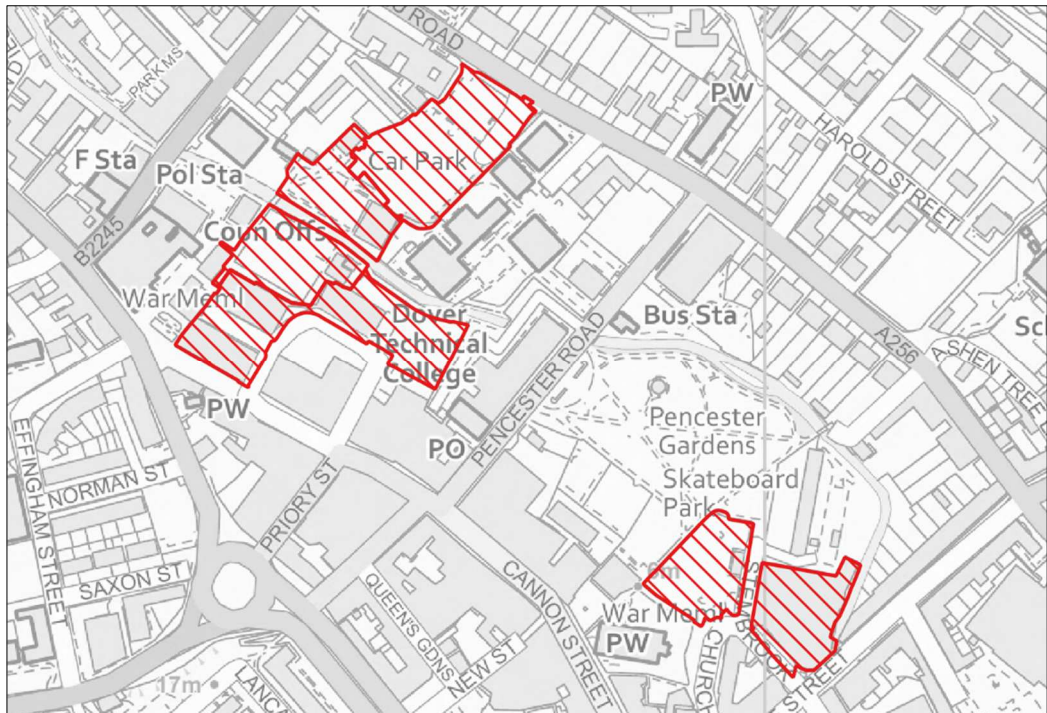 ROAD
PARK MS
PW
HAROLD STREET
F Sta
Pol Sta
Car Park
B2245
Coun Offs
War Meml
Dover
Technical
College
Bus Sta
A256
ASHEN TREE
PW
PO
PENCESTER ROAD
Pencester
Gardens
Skateboard
Park
EFFINGHAM STREET
NORMAN ST
PRIORY ST
SAXON ST
QUEEN'S GDNS
NEW ST
CANNON STREET
War Meml
PW
CHURCH
STEMBROOK
STREET
17m